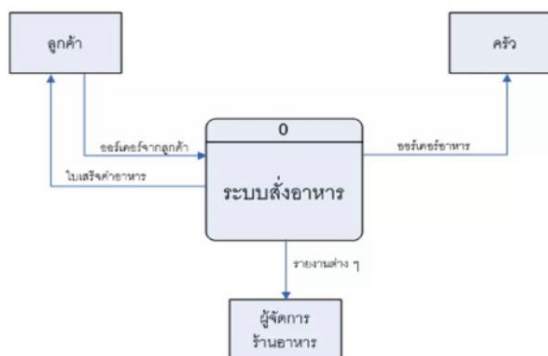 ลูกค้า
ครัว
0
ออร์เดอร์จากลูกค้า
ออร์เดอร์อาหาร
ใบเสร็จค่าอาหาร
ระบบสั่งอาหาร
รายงานต่าง ๆ
ผู้จัดการ
ร้านอาหาร